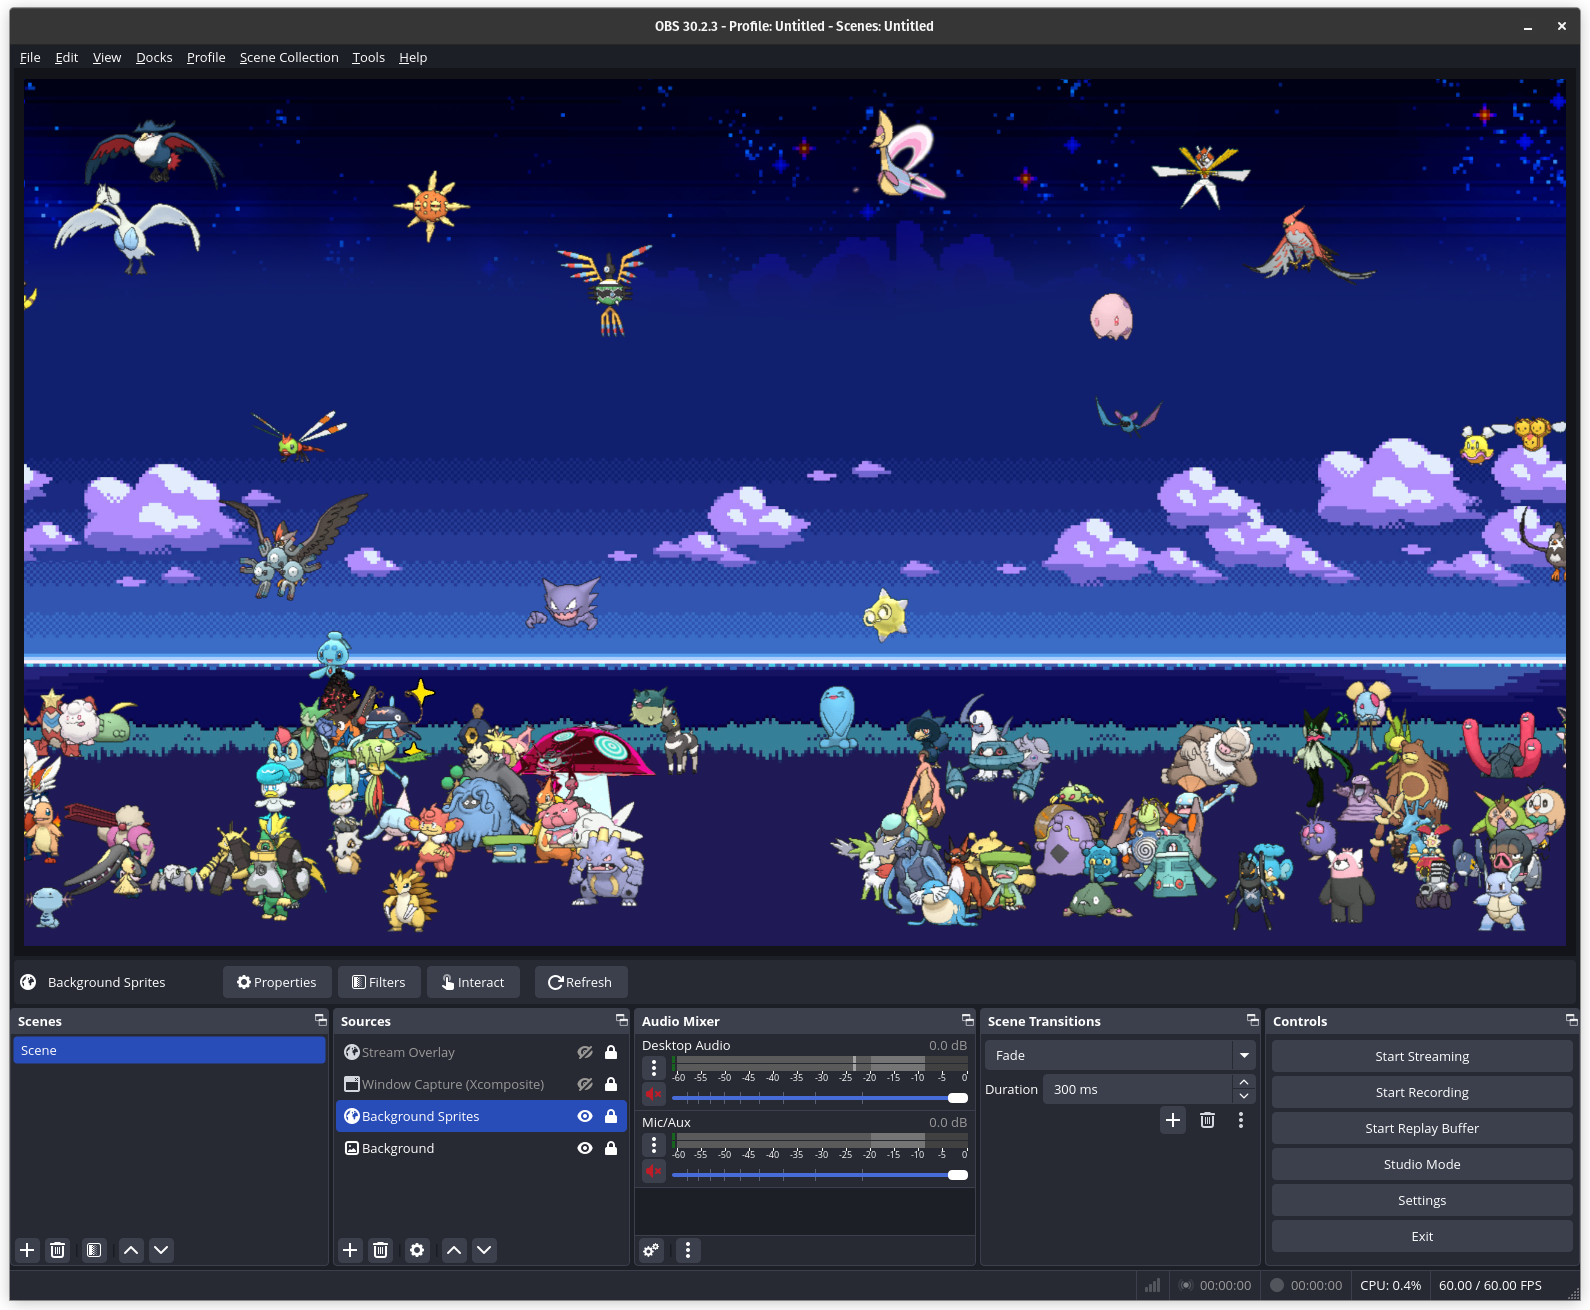 OBS 30.2.3 - Profile: Untitled - Scenes: Untitled
File Edit View Docks Profile Scene Collection Tools Help
Background Sprites Properties Filters Interact Refresh
Scenes
Scene
Sources
Stream Overlay
Window Capture (Xcomposite)
Background Sprites
Background
Audio Mixer
Desktop Audio 0.0 dB
-60 -55 -50 -45 -40 -35 -30 -25 -20 -15 -10 -5 0
Mic/Aux 0.0 dB
-60 -55 -50 -45 -40 -35 -30 -25 -20 -15 -10 -5 0
Scene Transitions
Fade
Duration 300 ms
Controls
Start Streaming
Start Recording
Start Replay Buffer
Studio Mode
Settings
Exit
00:00:00 00:00:00 CPU: 0.4% 60.00 / 60.00 FPS